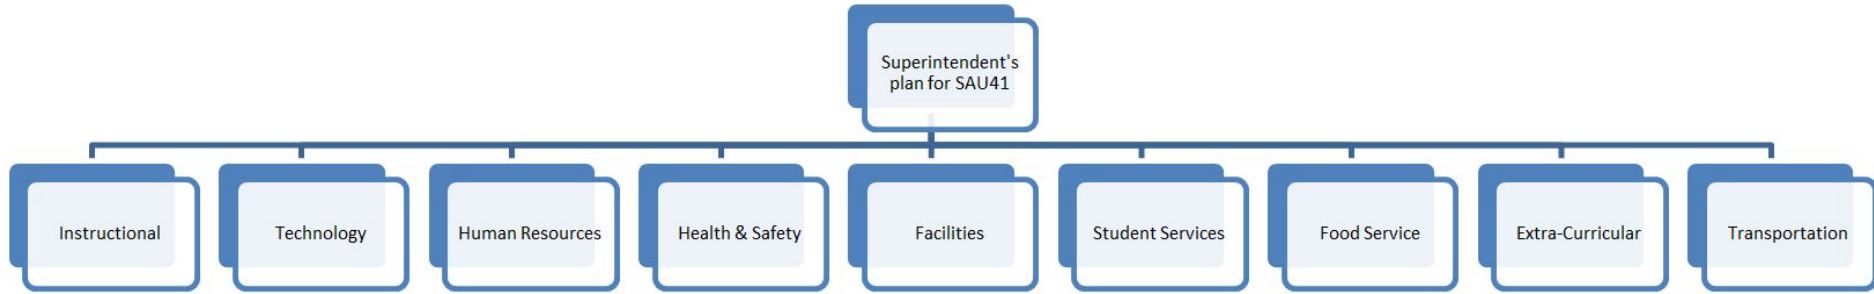 Superintendent's
plan for SAU41
Instructional
Technology
Human Resources
Health & Safety
Facilities
Student Services
Food Service
Extra-Curricular
Transportation